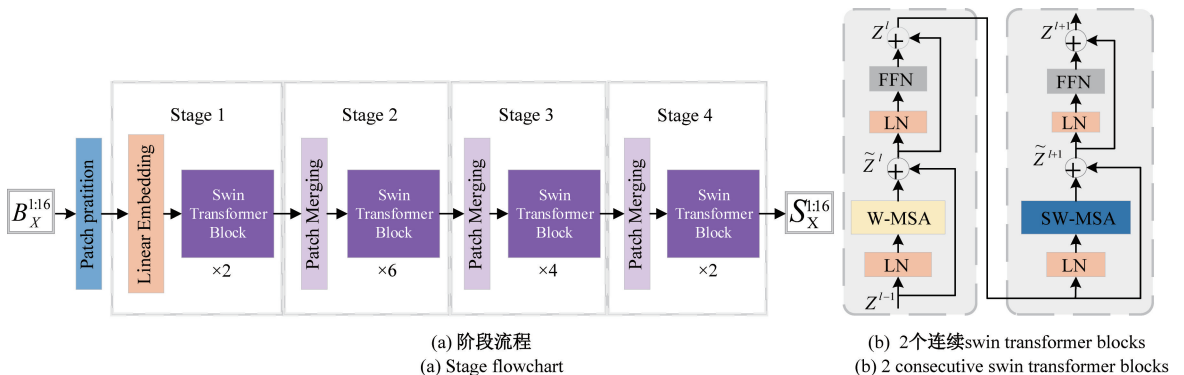 B_X^{1:16}
Patch pratition
Stage 1
Linear Embedding
Swin
Transformer
Block
×2
Stage 2
Patch Merging
Swin
Transformer
Block
×6
Stage 3
Patch Merging
Swin
Transformer
Block
×4
Stage 4
Patch Merging
Swin
Transformer
Block
×2
S_X^{1:16}
(a) 阶段流程
(a) Stage flowchart
Z^l
+
FFN
LN
Z̃^l
+
W-MSA
LN
Z^{l-1}
Z^{l+1}
+
FFN
LN
Z̃^{l+1}
+
SW-MSA
LN
(b) 2个连续swin transformer blocks
(b) 2 consecutive swin transformer blocks